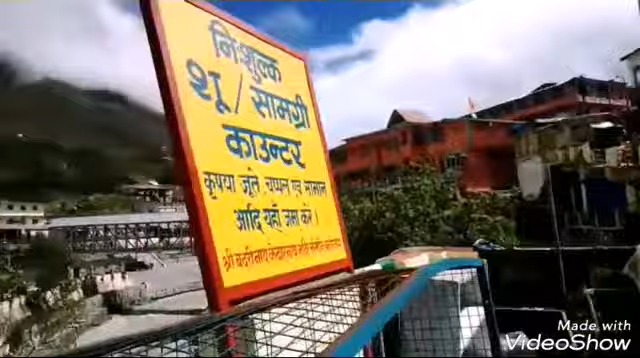 निःशुल्क
शू / सामग्री
काउन्टर
कृपया जूते चप्पल एवं सामान
आदि यहाँ जमा करें ।
Made with
VideoShow